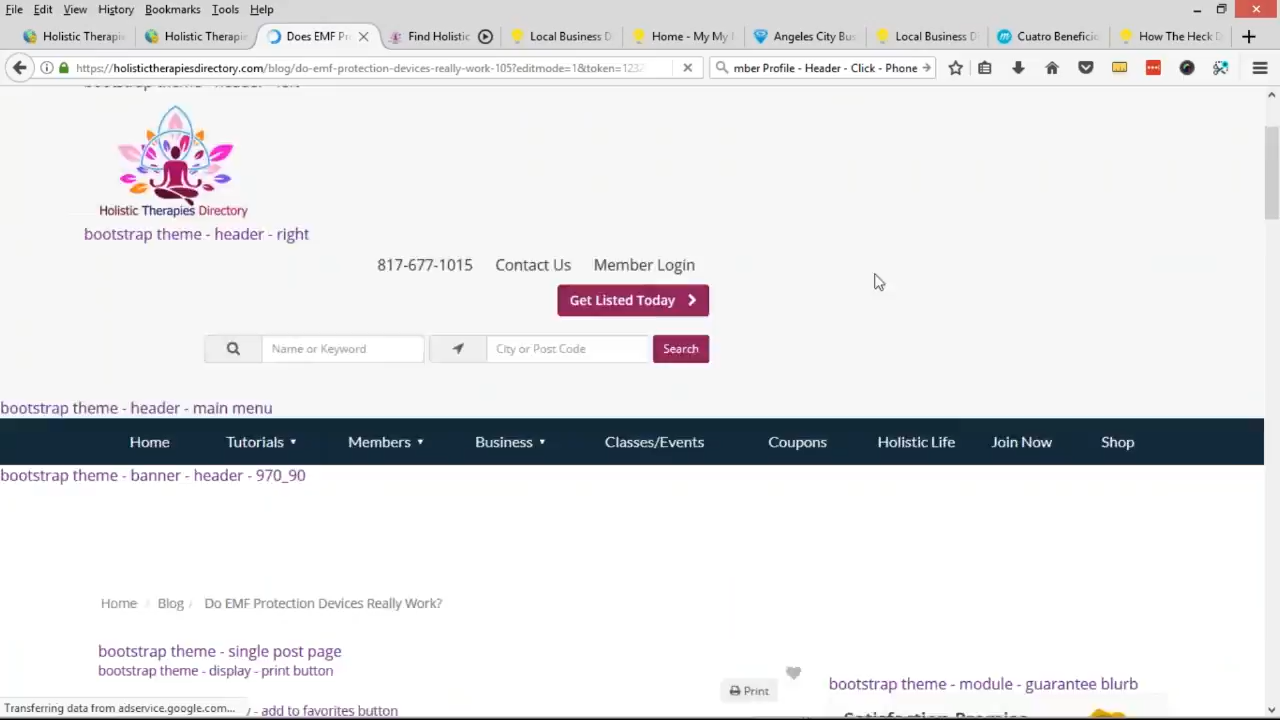 File Edit View History Bookmarks Tools Help
Holistic Therapi Holistic Therapi Does EMF Pr Find Holistic Local Business D Home - My My Angeles City Bus Local Business D Cuatro Beneficio How The Heck D
https://holistictherapiesdirectory.com/blog/do-emf-protection-devices-really-work-105?editmode=1&token=1232 mber Profile - Header - Click - Phone
Holistic Therapies Directory
bootstrap theme - header - right
817-677-1015 Contact Us Member Login
Get Listed Today
Name or Keyword City or Post Code Search
bootstrap theme - header - main menu
Home Tutorials Members Business Classes/Events Coupons Holistic Life Join Now Shop
bootstrap theme - banner - header - 970_90
Home / Blog / Do EMF Protection Devices Really Work?
bootstrap theme - single post page
bootstrap theme - display - print button
Print
bootstrap theme - module - guarantee blurb
Transferring data from adservice.google.com... / - add to favorites button